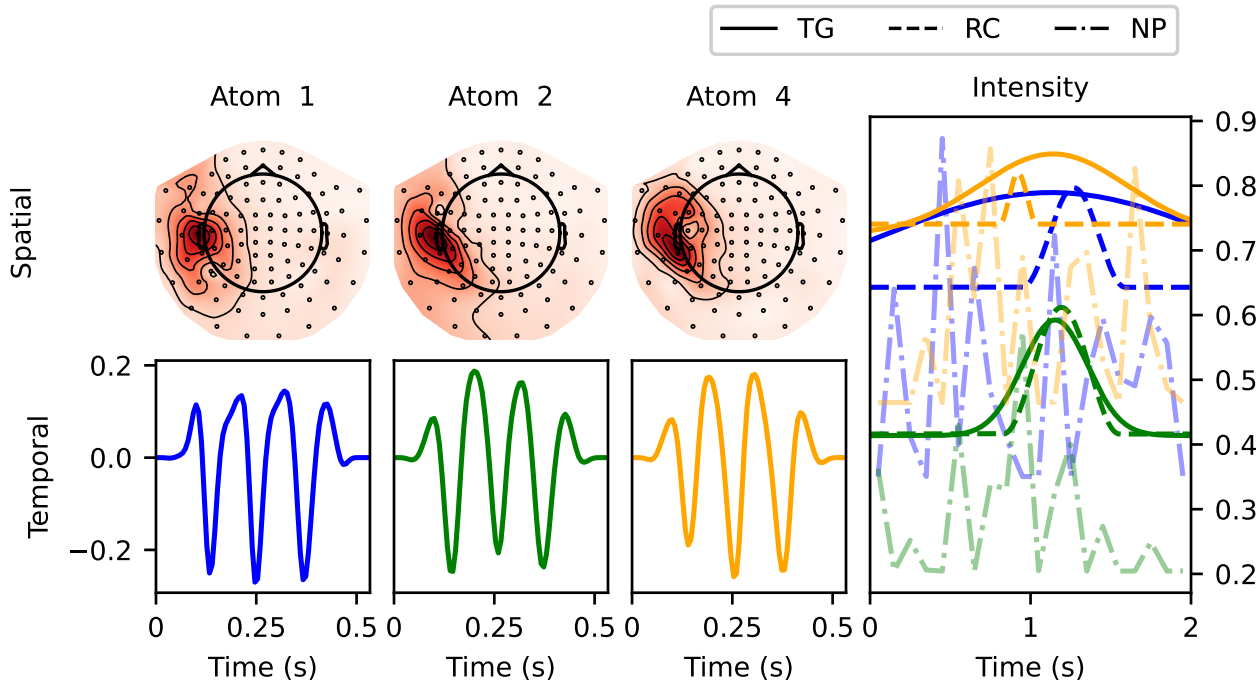 TG RC NP
Atom 1 Atom 2 Atom 4 Intensity
Spatial
0.9
0.8
0.7
0.6
0.5
0.4
0.3
0.2
Temporal
0.2
0.0
−0.2
0 0.25 0.5 0 0.25 0.5 0 0.25 0.5 0 1 2
Time (s) Time (s) Time (s) Time (s)